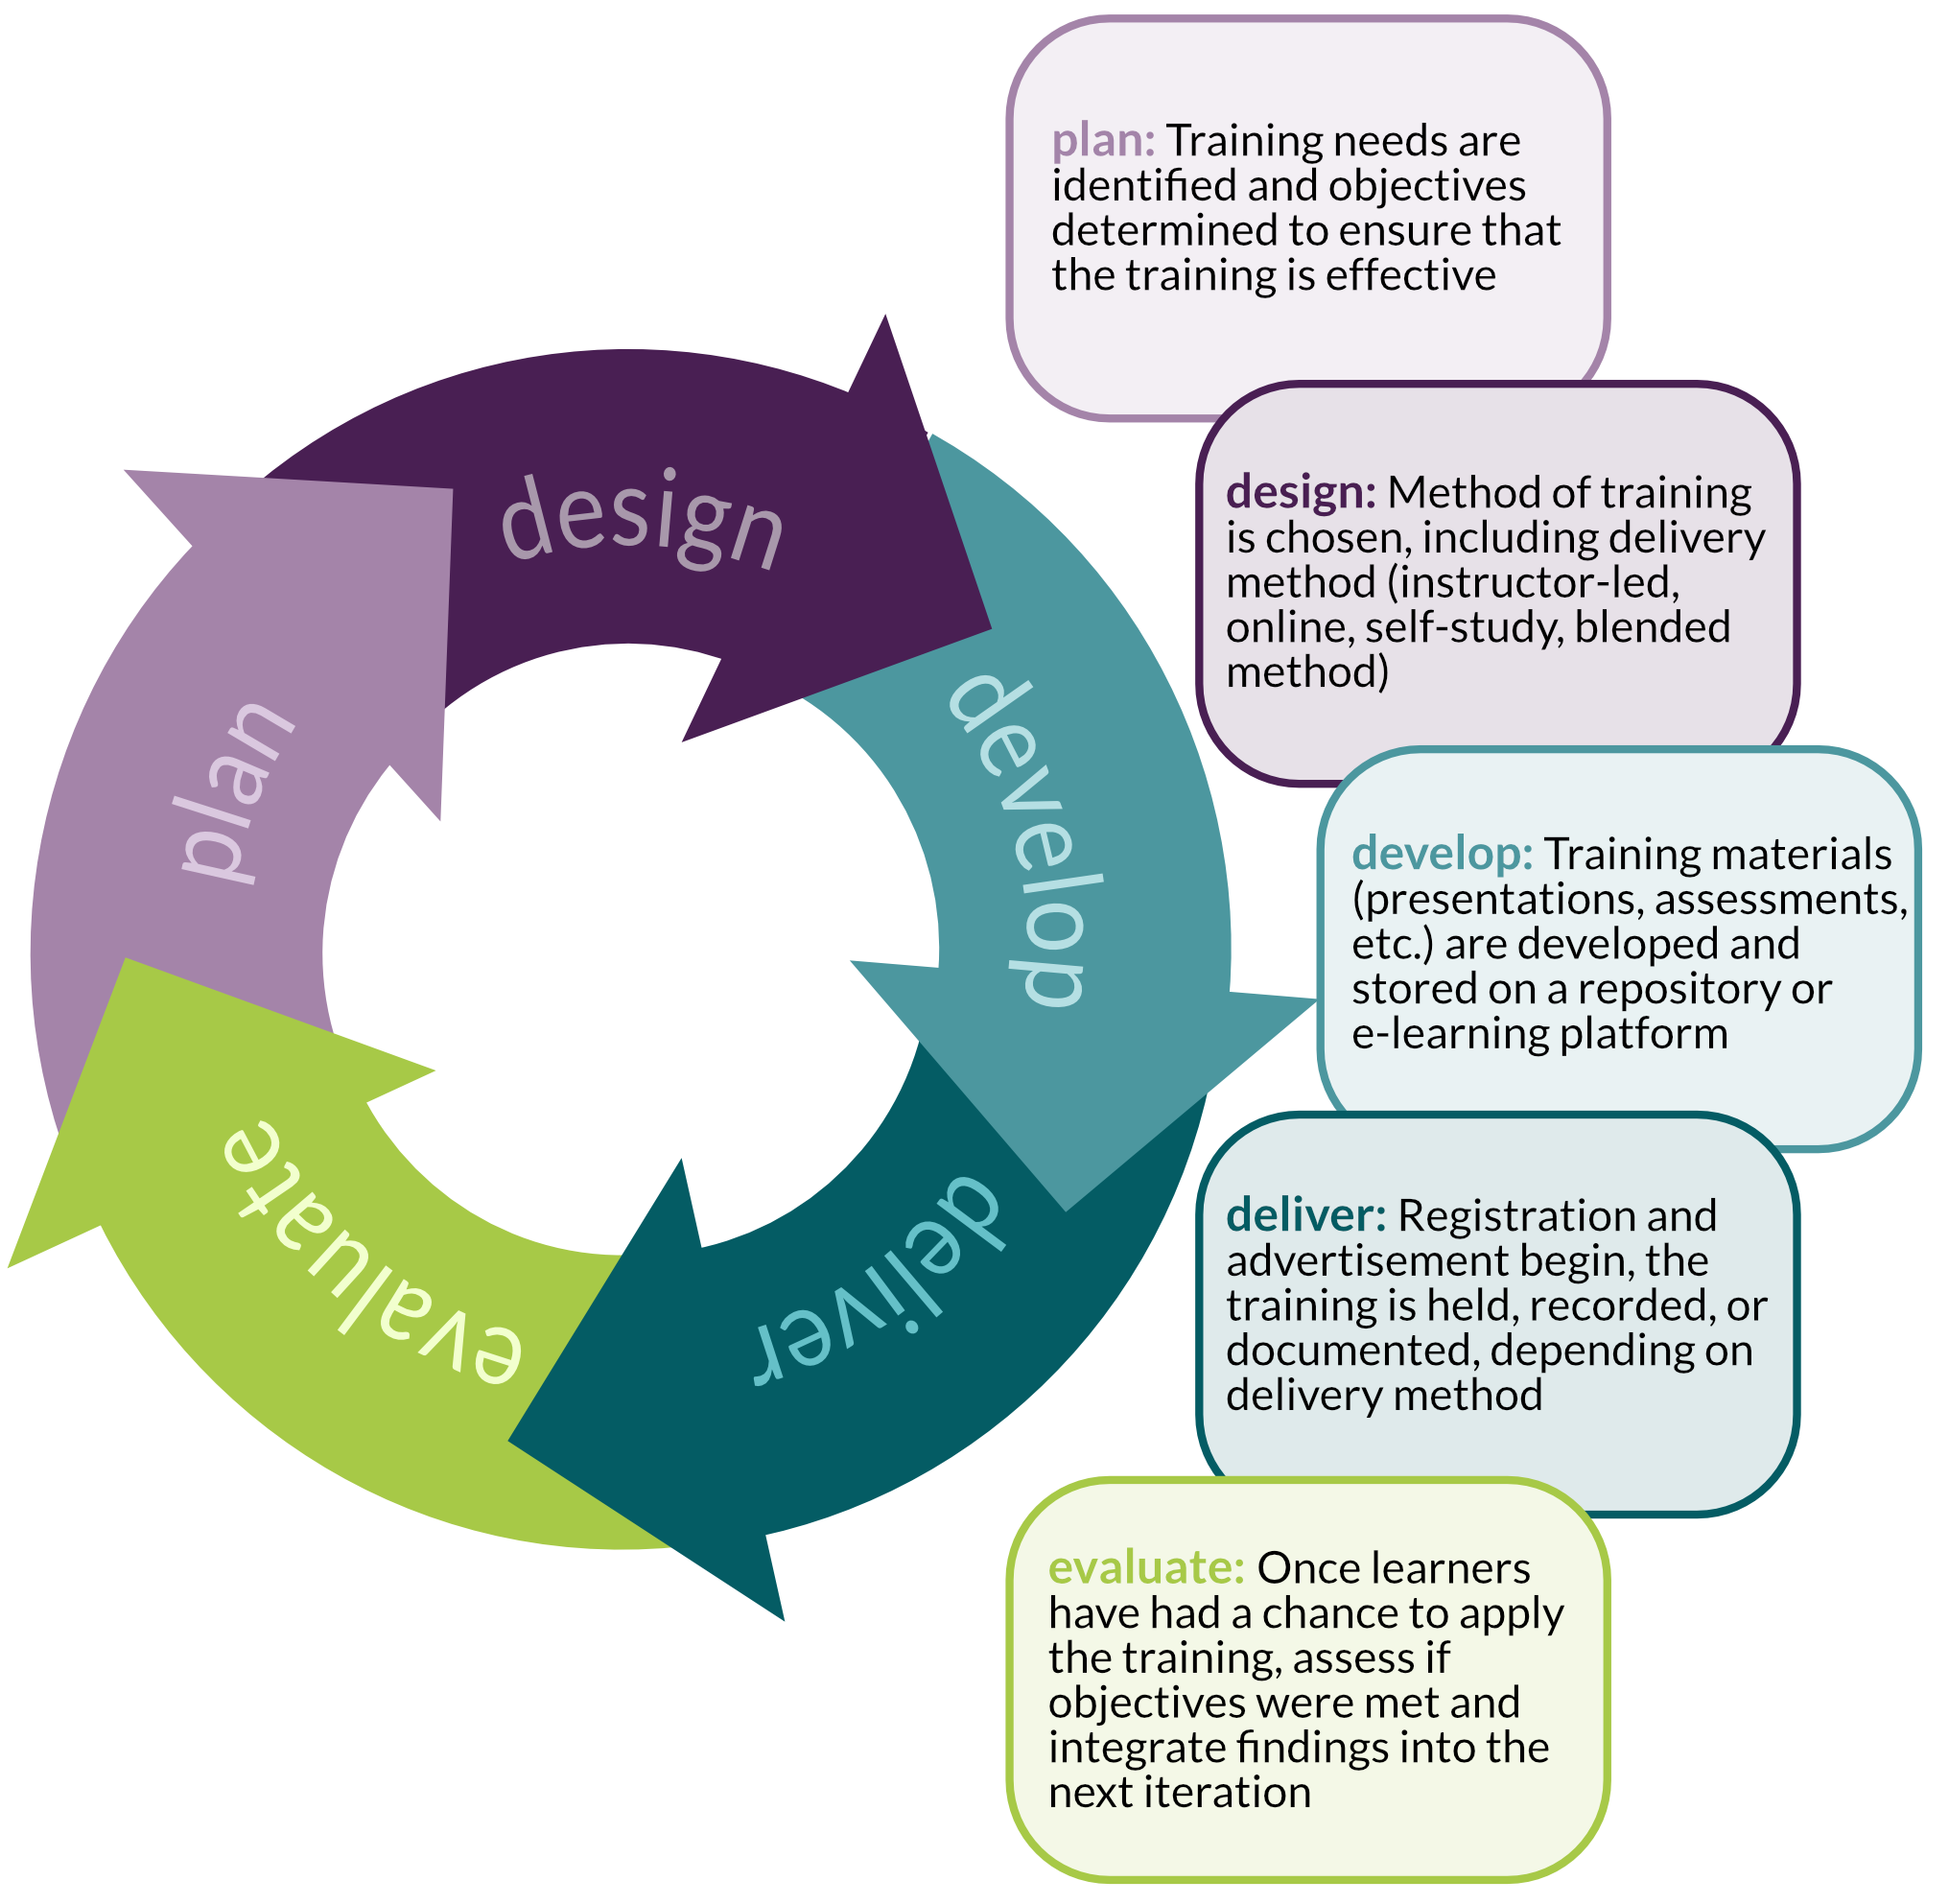 plan
design
develop
deliver
evaluate
plan: Training needs are
identified and objectives
determined to ensure that
the training is effective
design: Method of training
is chosen, including delivery
method (instructor-led,
online, self-study, blended
method)
develop: Training materials
(presentations, assessments,
etc.) are developed and
stored on a repository or
e-learning platform
deliver: Registration and
advertisement begin, the
training is held, recorded, or
documented, depending on
delivery method
evaluate: Once learners
have had a chance to apply
the training, assess if
objectives were met and
integrate findings into the
next iteration